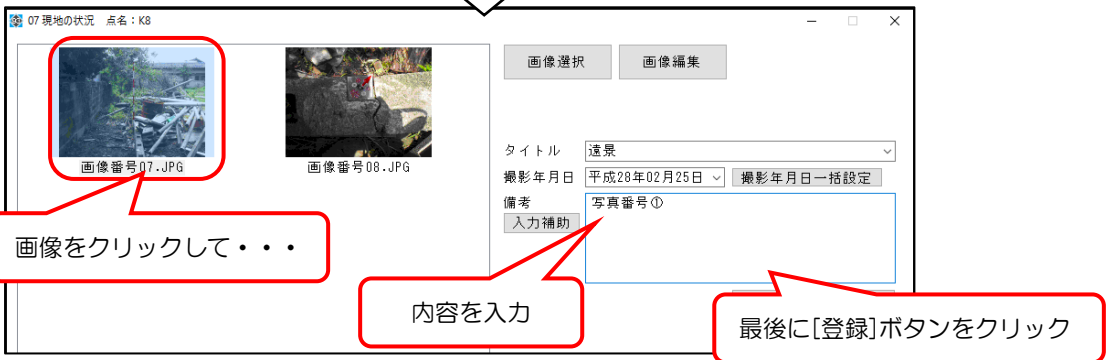 07 現地の状況 点名：K8
画像選択
画像編集
画像番号07.JPG
画像番号08.JPG
タイトル
遠景
撮影年月日
平成28年02月25日
撮影年月日一括設定
備考
写真番号①
入力補助
画像をクリックして・・・
内容を入力
最後に[登録]ボタンをクリック